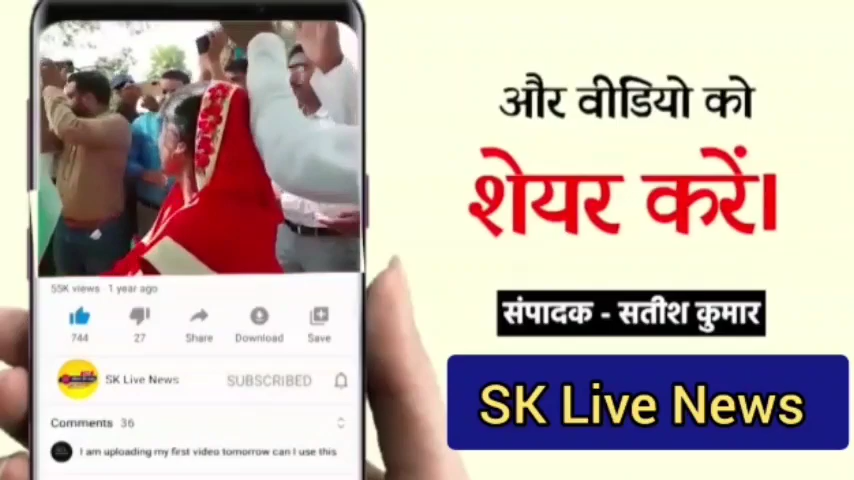 55K views · 1 year ago
744
27
Share
Download
Save
SK Live News
SUBSCRIBED
Comments 36
I am uploading my first video tomorrow can I use this
और वीडियो को
शेयर करें।
संपादक - सतीश कुमार
SK Live News